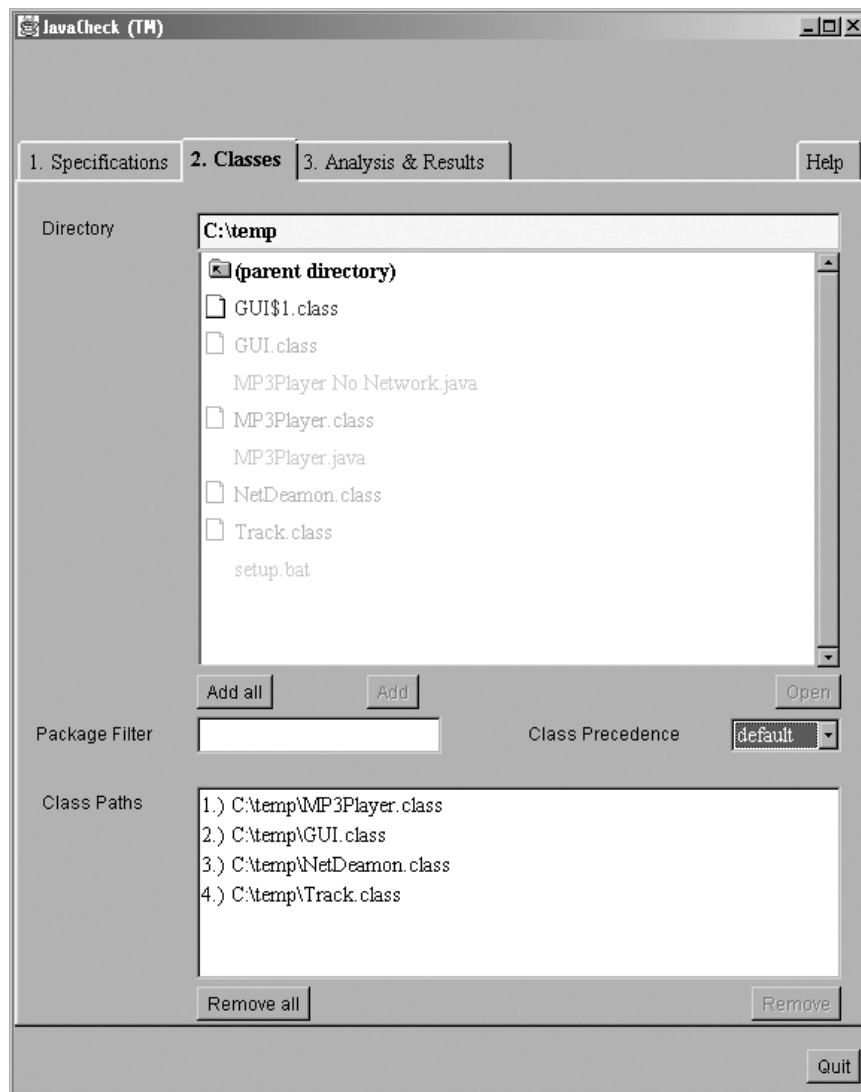 JavaCheck (TM)
1. Specifications 2. Classes 3. Analysis & Results Help
Directory C:\temp
(parent directory)
GUI$1.class
GUI.class
MP3Player No Network.java
MP3Player.class
MP3Player.java
NetDeamon.class
Track.class
setup.bat
Add all Add Open
Package Filter Class Precedence default
Class Paths 1.) C:\temp\MP3Player.class
2.) C:\temp\GUI.class
3.) C:\temp\NetDeamon.class
4.) C:\temp\Track.class
Remove all Remove
Quit